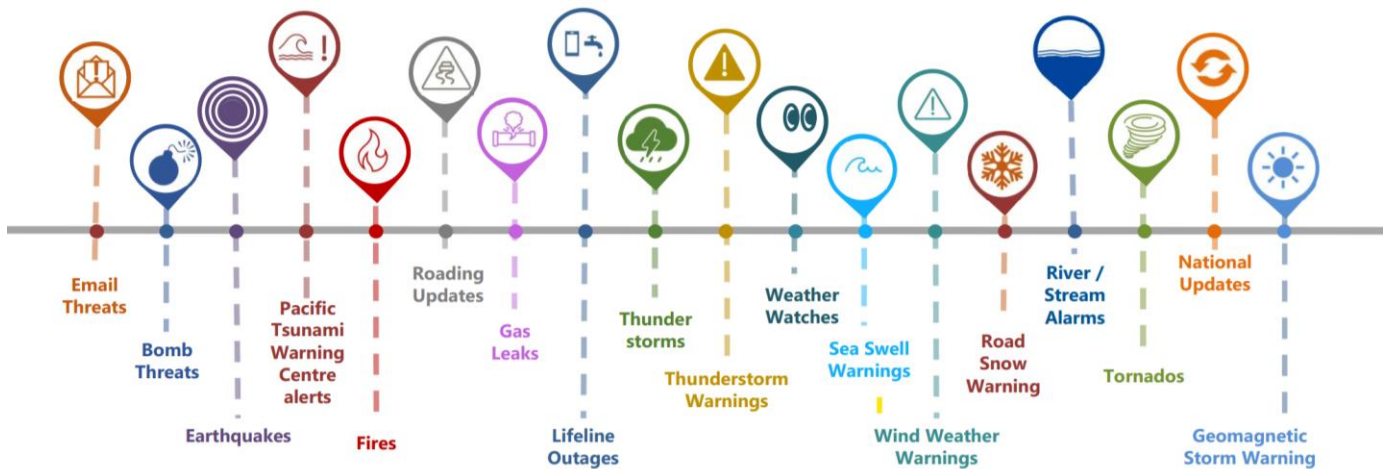 Email
Threats
Bomb
Threats
Earthquakes
Pacific
Tsunami
Warning
Centre
alerts
Fires
Roading
Updates
Gas
Leaks
Lifeline
Outages
Thunder
storms
Thunderstorm
Warnings
Weather
Watches
Sea Swell
Warnings
Wind Weather
Warnings
Road
Snow
Warning
River /
Stream
Alarms
Tornados
National
Updates
Geomagnetic
Storm Warning